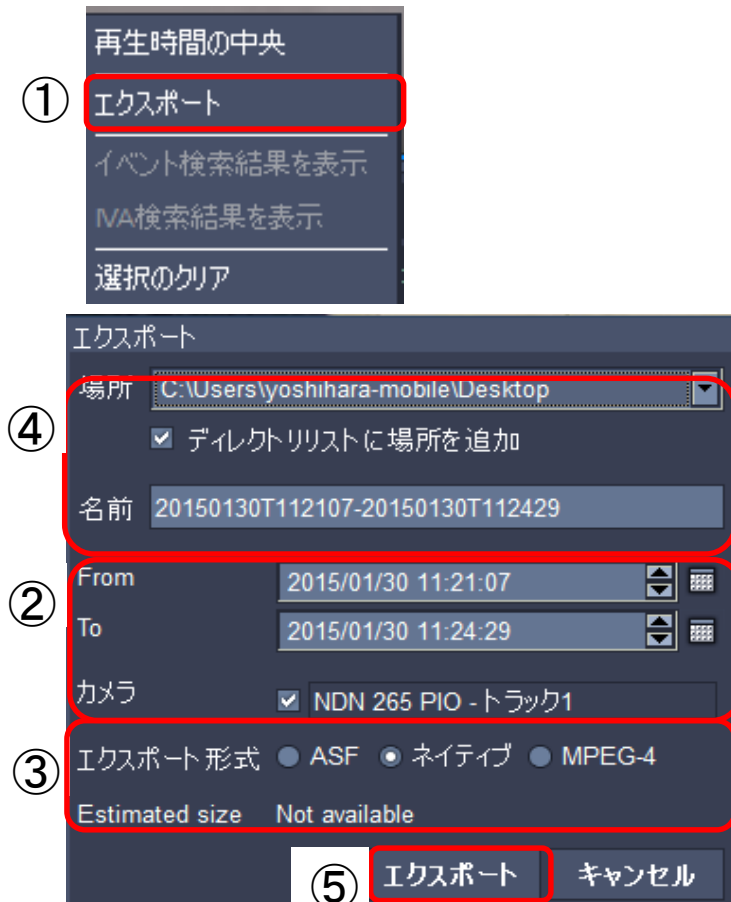 再生時間の中央
① エクスポート
イベント検索結果を表示
IVA検索結果を表示
選択のクリア
エクスポート
場所 C:\Users\yoshihara-mobile\Desktop
④
ディレクトリリストに場所を追加
名前 20150130T112107-20150130T112429
From 2015/01/30 11:21:07
②
To 2015/01/30 11:24:29
カメラ NDN 265 PIO - トラック1
③ エクスポート形式 ASF ネイティブ MPEG-4
Estimated size Not available
⑤ エクスポート キャンセル